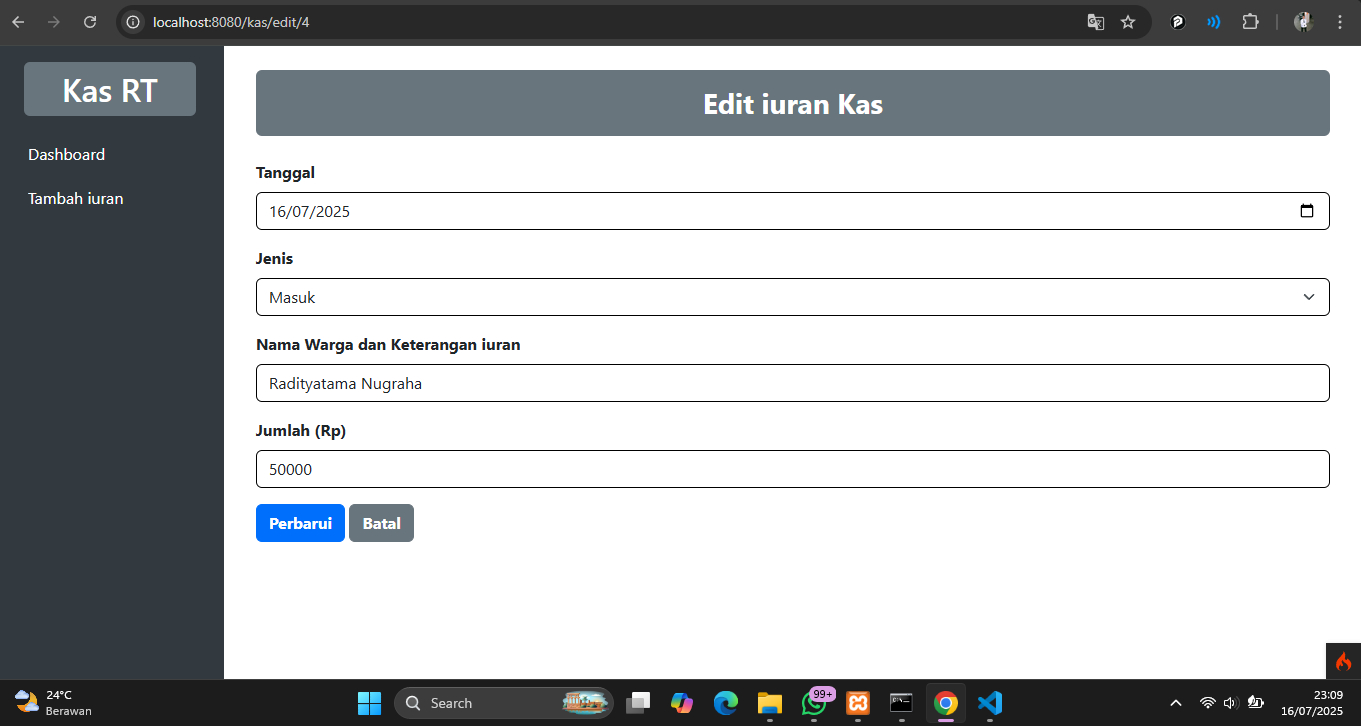 localhost:8080/kas/edit/4
Kas RT
Dashboard
Tambah iuran
Edit iuran Kas
Tanggal
16/07/2025
Jenis
Masuk
Nama Warga dan Keterangan iuran
Radityatama Nugraha
Jumlah (Rp)
50000
Perbarui Batal
24°C
Berawan
Search
99+
23:09
16/07/2025